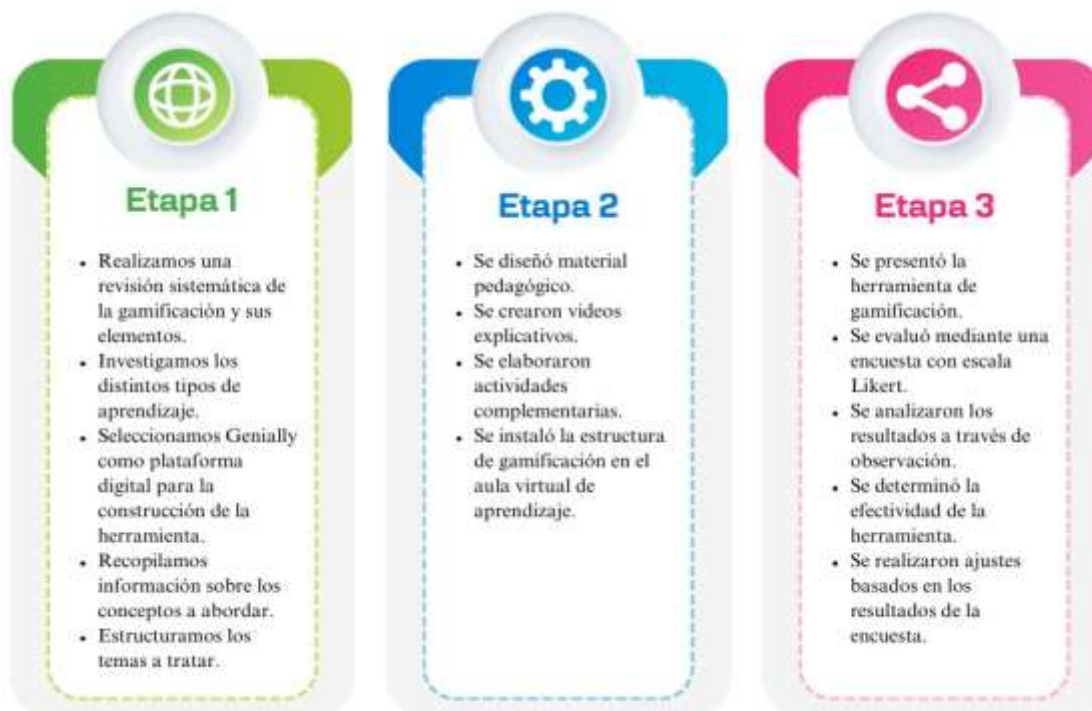 Etapa 1
• Realizamos una
revisión sistemática de
la gamificación y sus
elementos.
• Investigamos los
distintos tipos de
aprendizaje.
• Seleccionamos Genially
como plataforma
digital para la
construcción de la
herramienta.
• Recopilamos
información sobre los
conceptos a abordar.
• Estructuramos los
temas a tratar.
Etapa 2
• Se diseñó material
pedagógico.
• Se crearon videos
explicativos.
• Se elaboraron
actividades
complementarias.
• Se instaló la estructura
de gamificación en el
aula virtual de
aprendizaje.
Etapa 3
• Se presentó la
herramienta de
gamificación.
• Se evaluó mediante una
encuesta con escala
Likert.
• Se analizaron los
resultados a través de
observación.
• Se determinó la
efectividad de la
herramienta.
• Se realizaron ajustes
basados en los
resultados de la
encuesta.